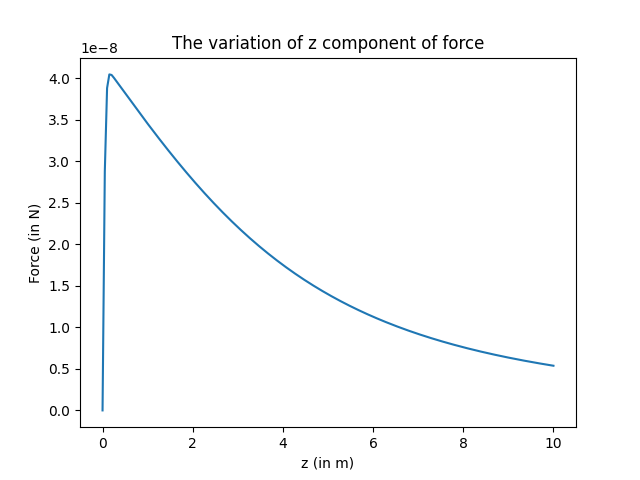 The variation of z component of force
1e−8
4.0
3.5
3.0
2.5
2.0
1.5
1.0
0.5
0.0
Force (in N)
0 2 4 6 8 10
z (in m)